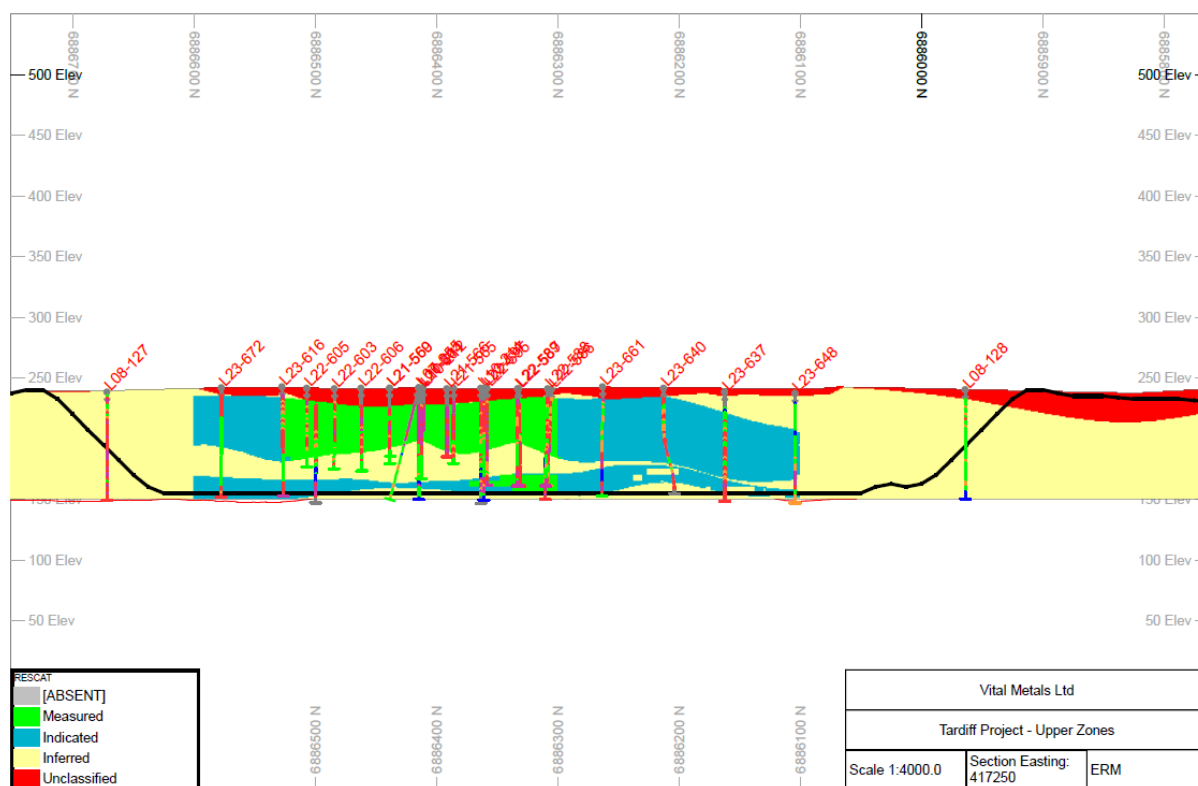 6886700 N
6886600 N
6886500 N
6886400 N
6886300 N
6886200 N
6886100 N
6886000 N
6885900 N
500 Elev
500 Elev
450 Elev
450 Elev
400 Elev
400 Elev
350 Elev
350 Elev
300 Elev
300 Elev
250 Elev
250 Elev
L08-127
L23-672
L23-616
L22-605
L22-603
L22-606
L21-560
L21-565
L23-661
L23-640
L23-637
L23-648
L08-128
100 Elev
100 Elev
50 Elev
50 Elev
RESCAT
[ABSENT]
Measured
Indicated
Inferred
Unclassified
6886500 N
6886400 N
6886300 N
6886200 N
6886100 N
Vital Metals Ltd
Tardiff Project - Upper Zones
Scale 1:4000.0
Section Easting:
417250
ERM